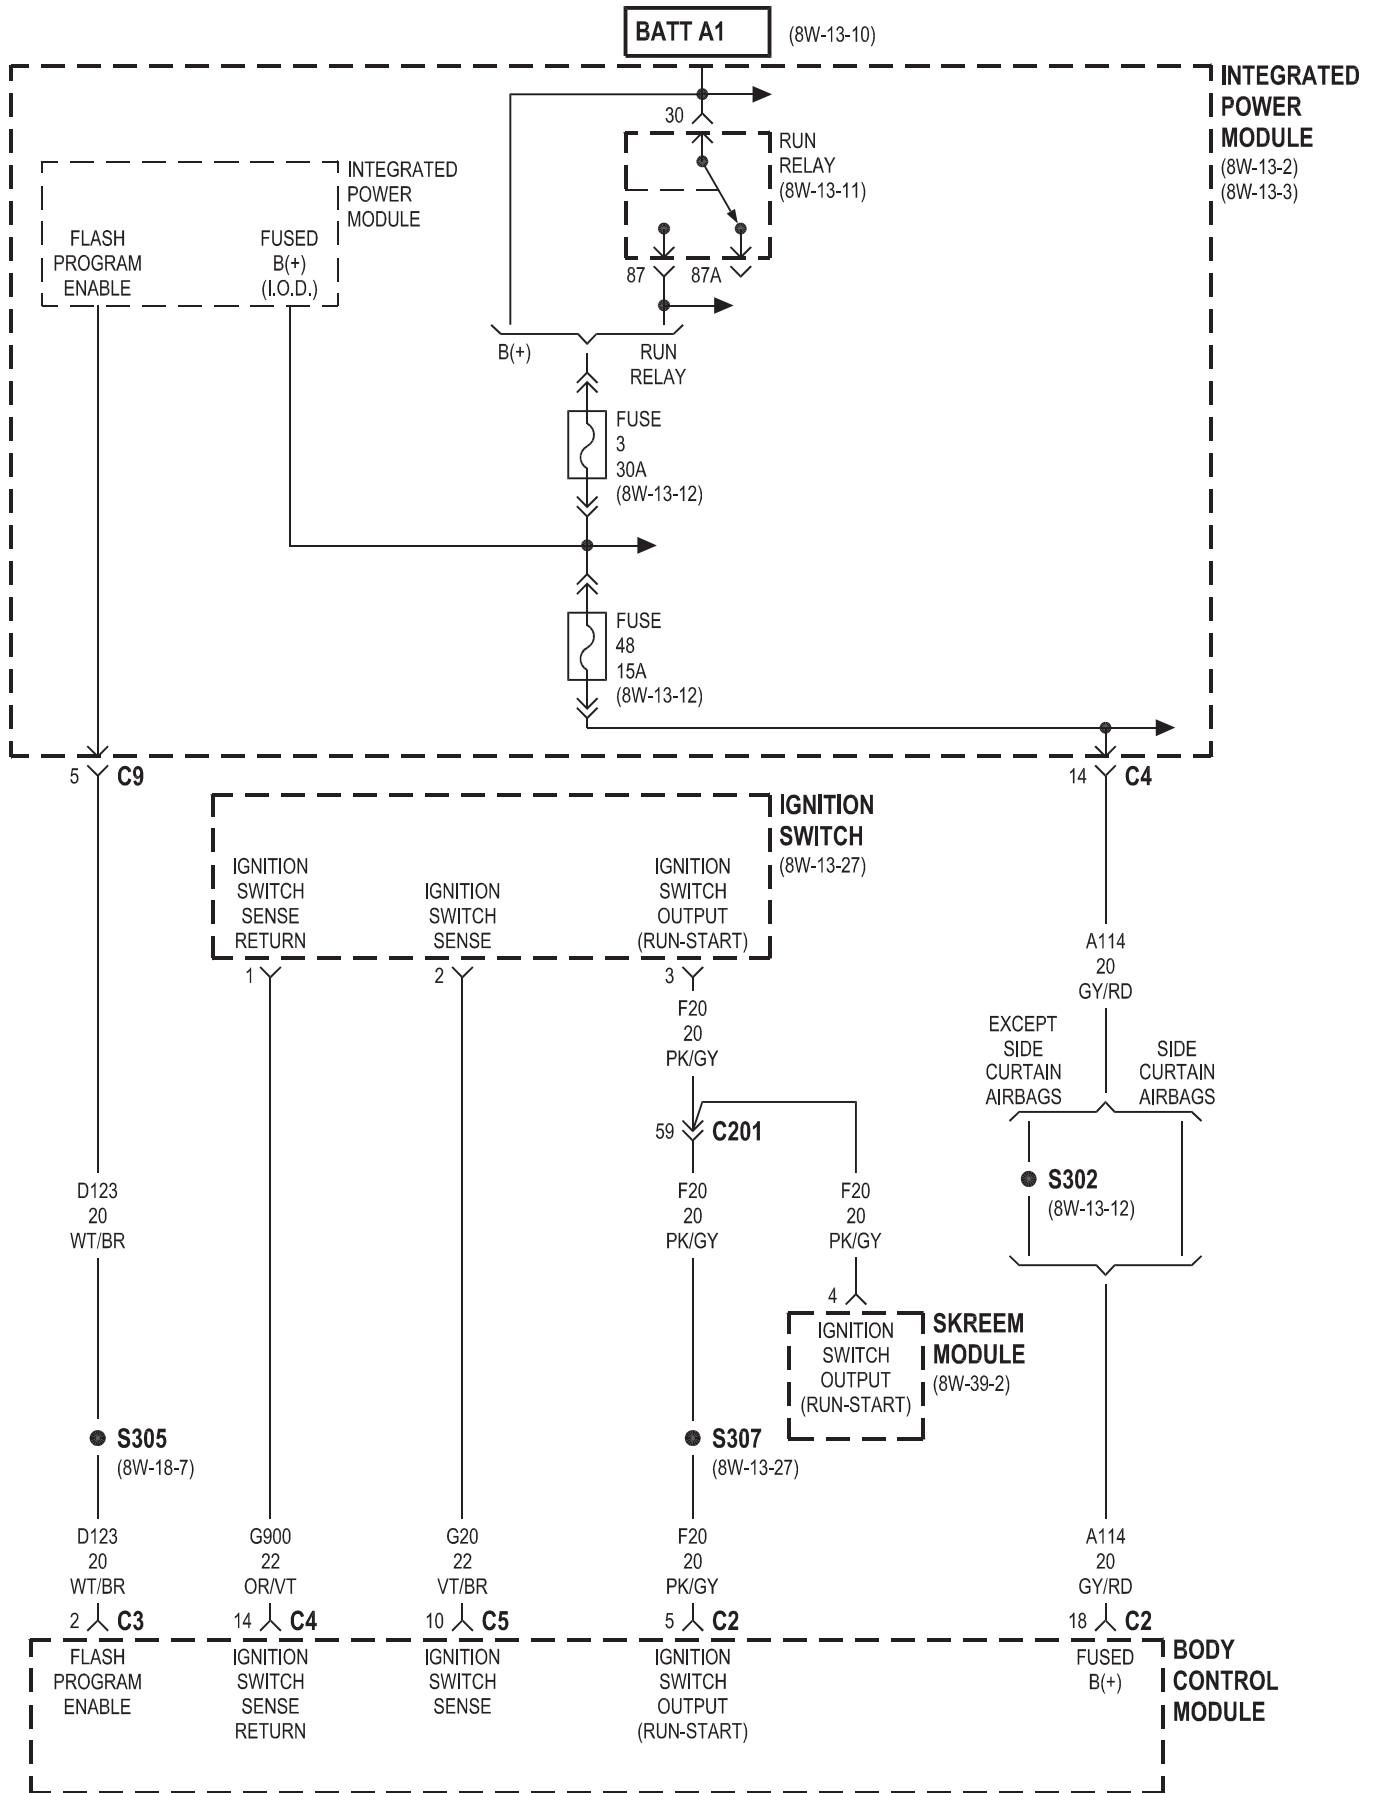 BATT A1
(8W-13-10)
INTEGRATED
POWER
MODULE
(8W-13-2)
(8W-13-3)
30
RUN
RELAY
(8W-13-11)
INTEGRATED
POWER
MODULE
FLASH
PROGRAM
ENABLE
FUSED
B(+)
(I.O.D.)
87
87A
B(+)
RUN
RELAY
FUSE
3
30A
(8W-13-12)
FUSE
48
15A
(8W-13-12)
5
C9
14
C4
IGNITION
SWITCH
(8W-13-27)
IGNITION
SWITCH
SENSE
RETURN
IGNITION
SWITCH
SENSE
IGNITION
SWITCH
OUTPUT
(RUN-START)
1
2
3
F20
20
PK/GY
A114
20
GY/RD
EXCEPT
SIDE
CURTAIN
AIRBAGS
SIDE
CURTAIN
AIRBAGS
59
C201
D123
20
WT/BR
F20
20
PK/GY
F20
20
PK/GY
S302
(8W-13-12)
4
IGNITION
SWITCH
OUTPUT
(RUN-START)
SKREEM
MODULE
(8W-39-2)
S305
(8W-18-7)
S307
(8W-13-27)
D123
20
WT/BR
G900
22
OR/VT
G20
22
VT/BR
F20
20
PK/GY
A114
20
GY/RD
2
C3
14
C4
10
C5
5
C2
18
C2
FLASH
PROGRAM
ENABLE
IGNITION
SWITCH
SENSE
RETURN
IGNITION
SWITCH
SENSE
IGNITION
SWITCH
OUTPUT
(RUN-START)
FUSED
B(+)
BODY
CONTROL
MODULE